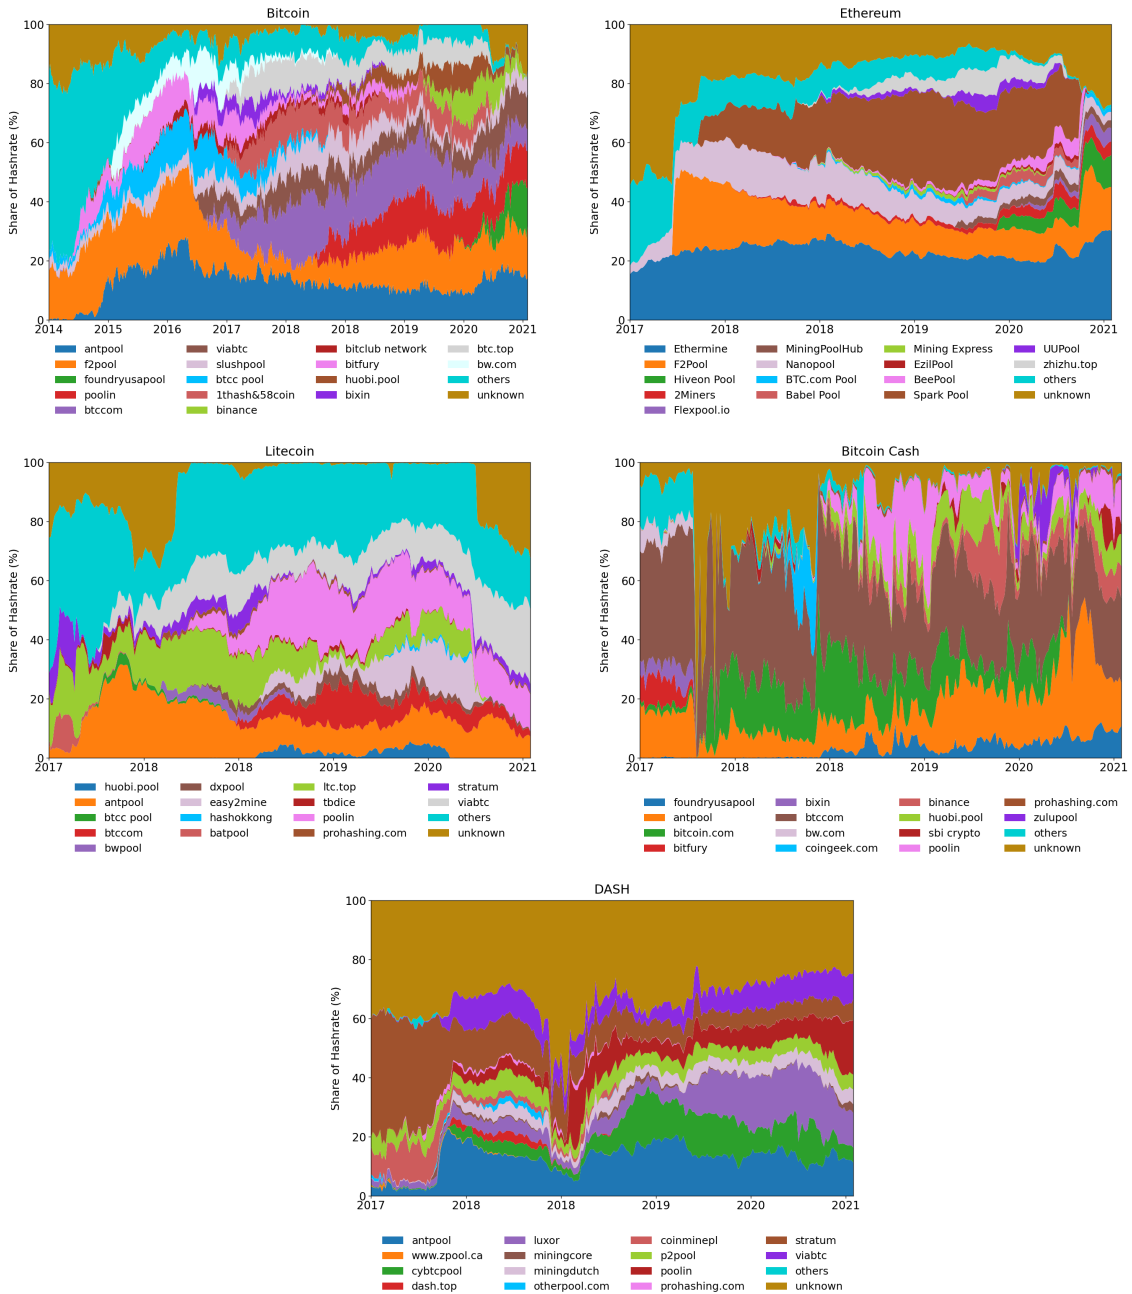 Bitcoin
Share of Hashrate (%)
100
80
60
40
20
0
2014 2015 2016 2017 2018 2018 2019 2020 2021
antpool viabtc bitclub network btc.top
f2pool slushpool bitfury bw.com
foundryusapool btcc pool huobi.pool others
poolin 1thash&58coin bixin unknown
btccom binance
Ethereum
Share of Hashrate (%)
100
80
60
40
20
0
2017 2018 2018 2019 2020 2021
Ethermine MiningPoolHub Mining Express UUPool
F2Pool Nanopool EzilPool zhizhu.top
Hiveon Pool BTC.com Pool BeePool others
2Miners Babel Pool Spark Pool unknown
Flexpool.io
Litecoin
Share of Hashrate (%)
100
80
60
40
20
0
2017 2018 2018 2019 2020 2021
huobi.pool dxpool ltc.top stratum
antpool easy2mine tbdice viabtc
btcc pool hashokkong poolin others
btccom batpool prohashing.com unknown
bwpool
Bitcoin Cash
Share of Hashrate (%)
100
80
60
40
20
0
2017 2018 2018 2019 2020 2021
foundryusapool bixin binance prohashing.com
antpool btccom huobi.pool zulupool
bitcoin.com bw.com sbi crypto others
bitfury coingeek.com poolin unknown
DASH
Share of Hashrate (%)
100
80
60
40
20
0
2017 2018 2018 2019 2020 2021
antpool luxor coinminepl stratum
www.zpool.ca miningcore p2pool viabtc
cybtcpool miningdutch poolin others
dash.top otherpool.com prohashing.com unknown